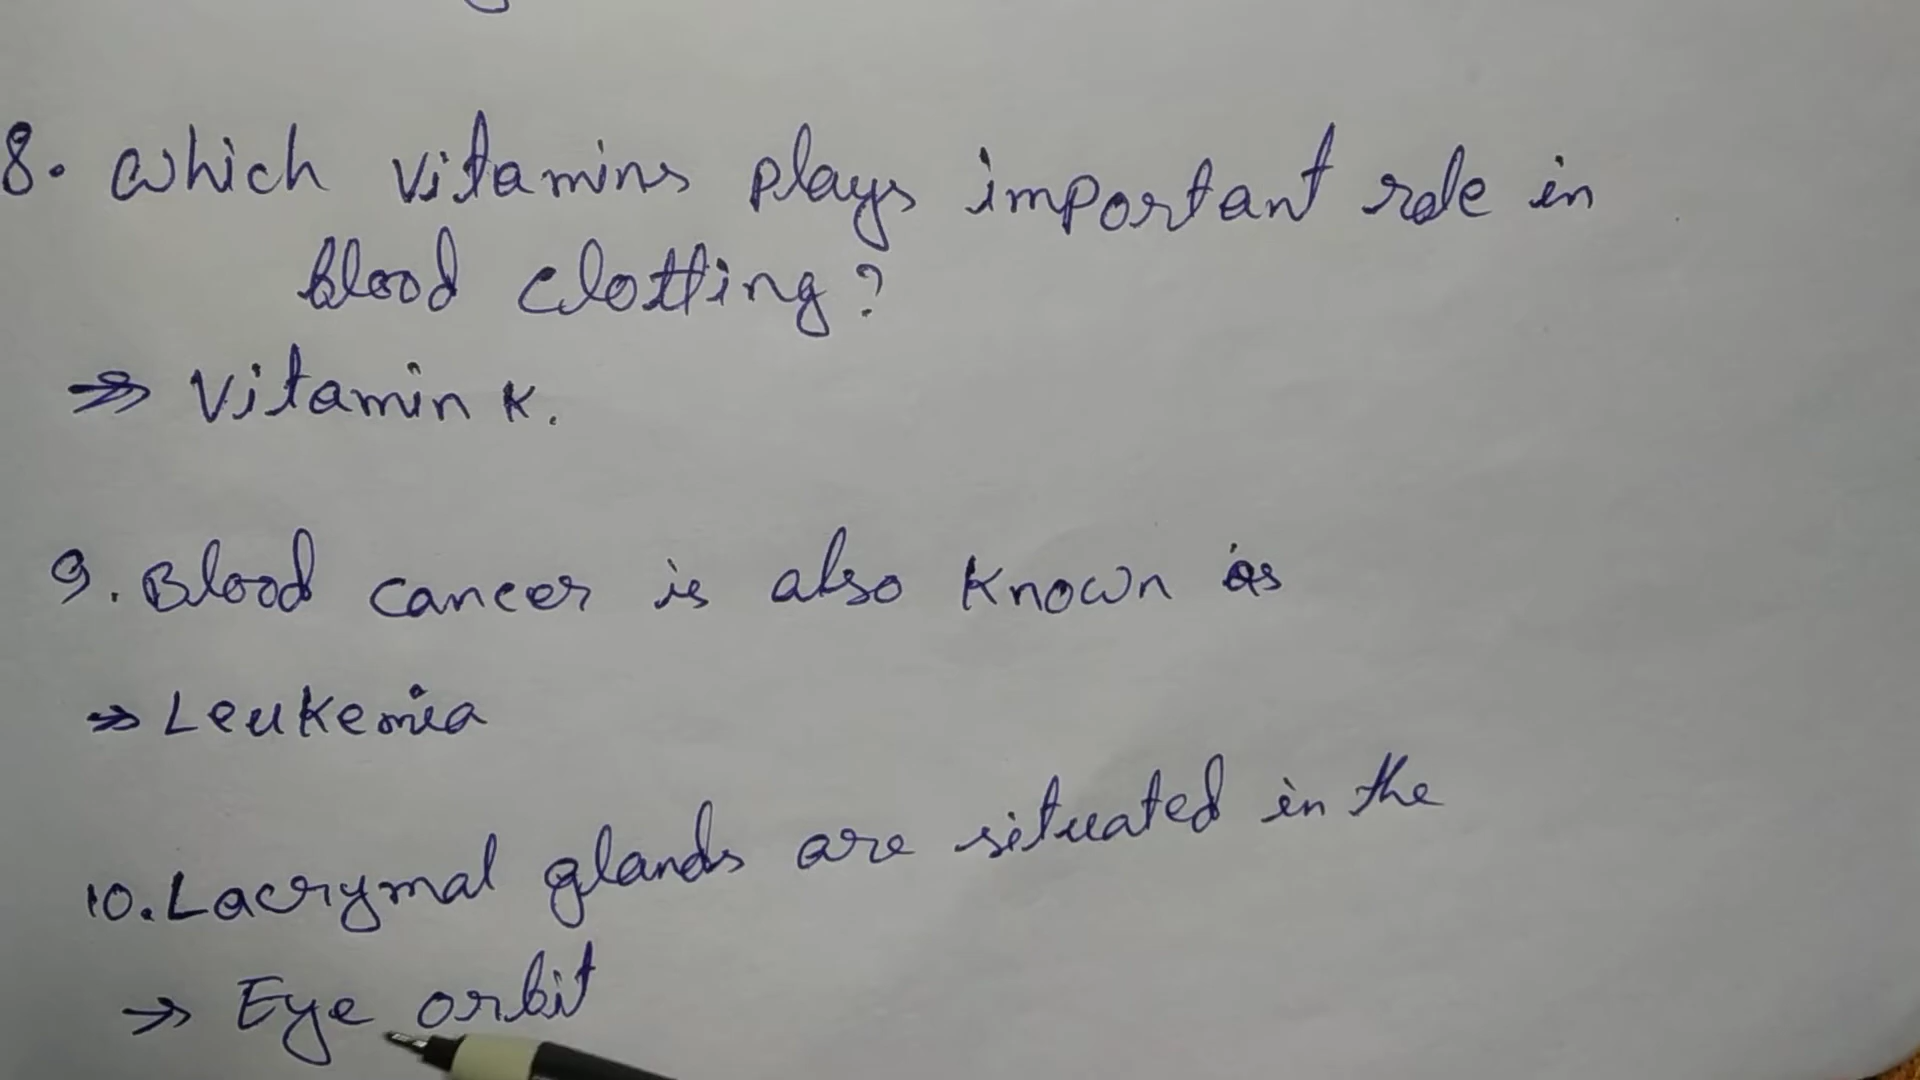 8. Which vitamins plays important role in
blood clotting?
⇒ Vitamin K.
9. Blood cancer is also known as
⇒ Leukemia
10. Lacrymal glands are situated in the
⇒ Eye orbit